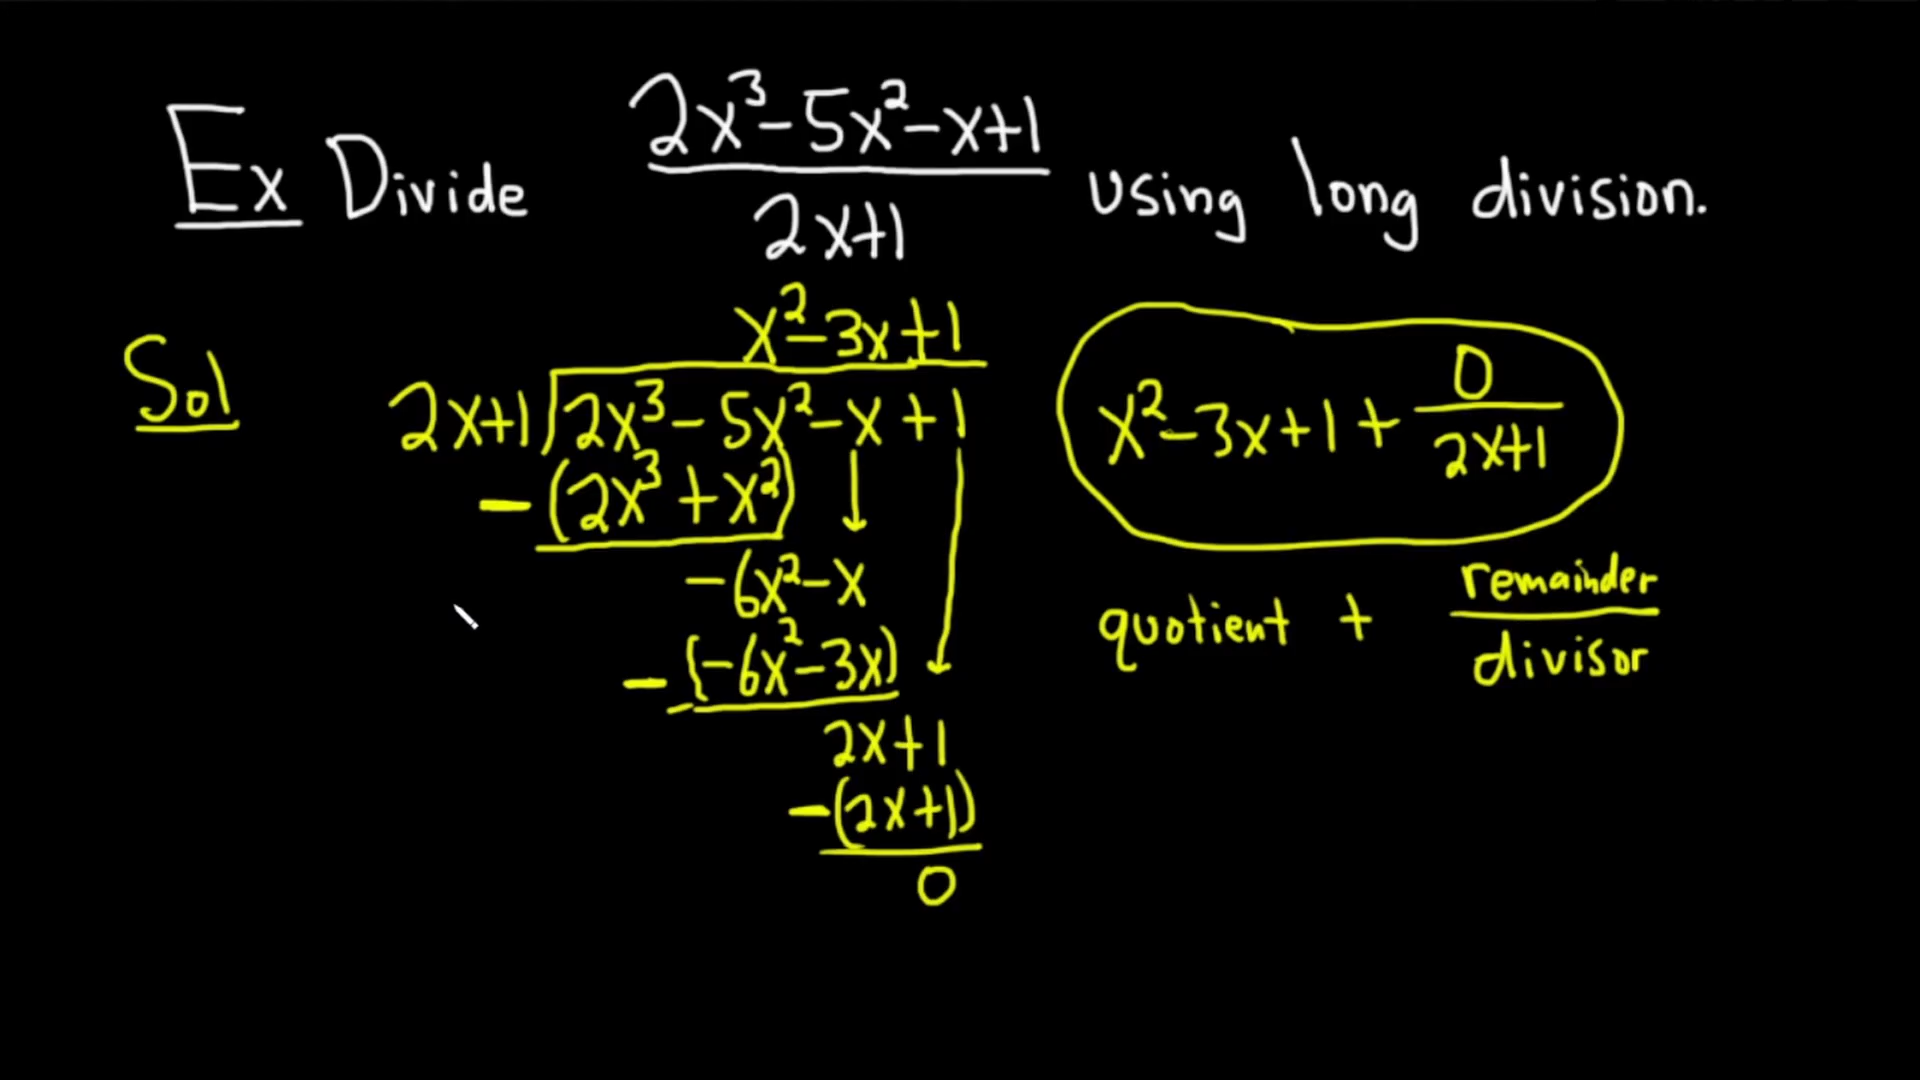 Ex Divide 2x³-5x²-x+1 / 2x+1 using long division.
Sol
x²-3x+1
2x+1)2x³-5x²-x+1
-(2x³+x²)
-6x²-x
-(-6x²-3x)
2x+1
-(2x+1)
0
x²-3x+1+ 0 / 2x+1
quotient + remainder / divisor